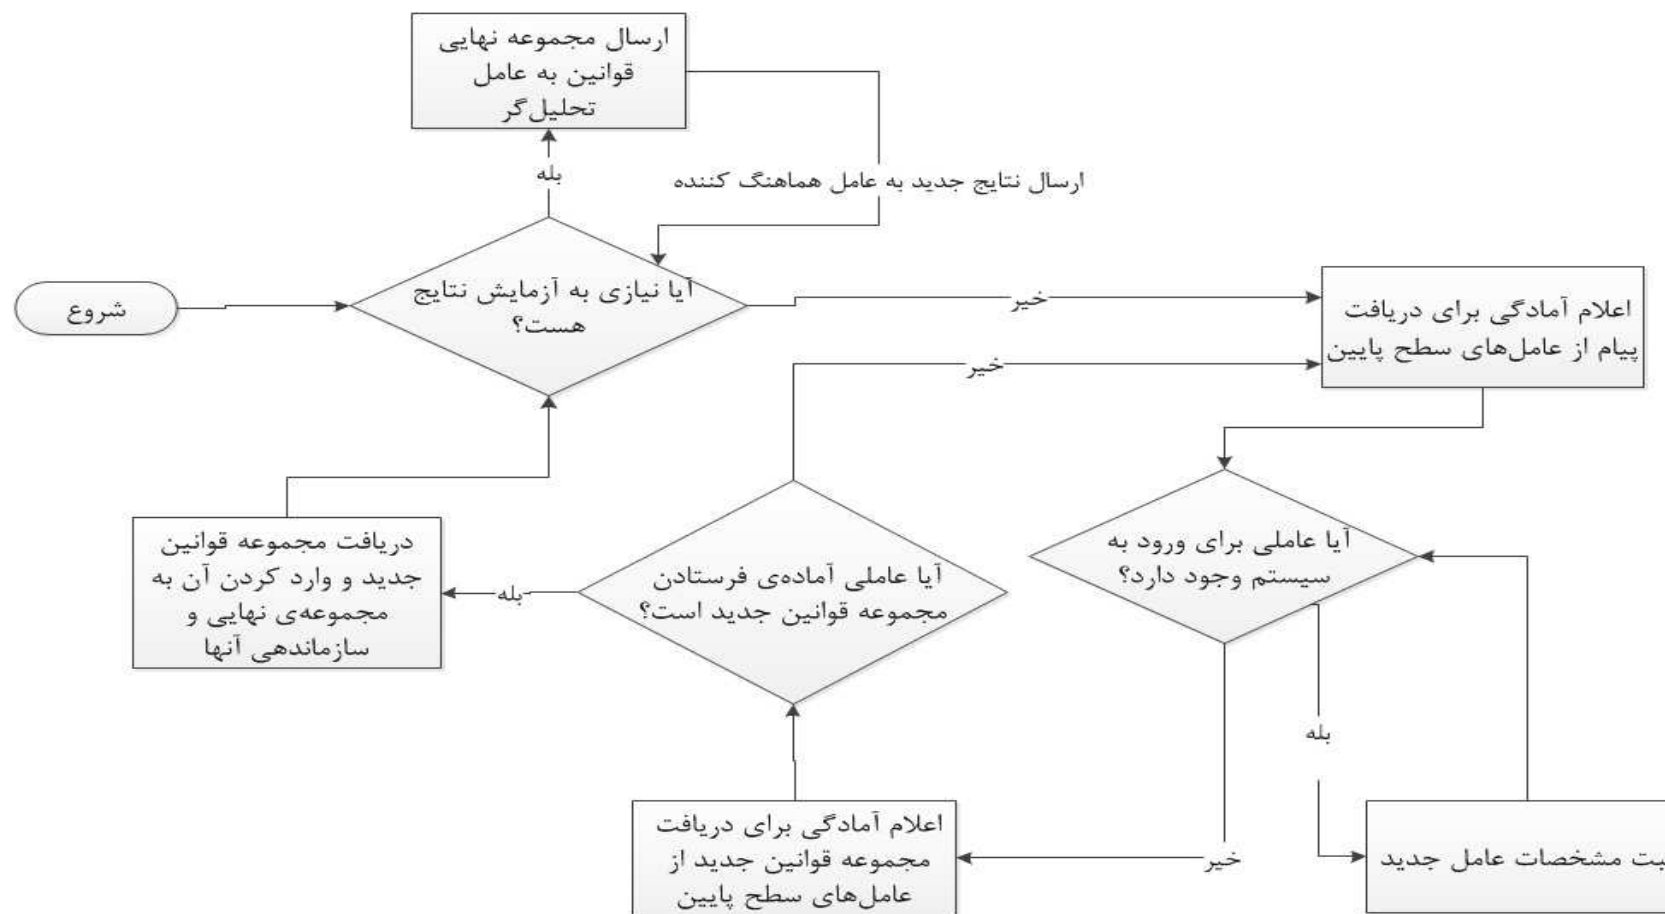 ارسال مجموعه نهایی
قوانین به عامل
تحلیل‌گر
بله
ارسال نتایج جدید به عامل هماهنگ کننده
شروع
آیا نیازی به آزمایش نتایج
هست؟
خیر
اعلام آمادگی برای دریافت
پیام از عامل‌های سطح پایین
خیر
دریافت مجموعه قوانین
جدید و وارد کردن آن به
مجموعه‌ی نهایی و
سازماندهی آنها
بله
آیا عاملی آماده‌ی فرستادن
مجموعه قوانین جدید است؟
آیا عاملی برای ورود به
سیستم وجود دارد؟
بله
خیر
اعلام آمادگی برای دریافت
مجموعه قوانین جدید از
عامل‌های سطح پایین
مشخصات عامل جدید